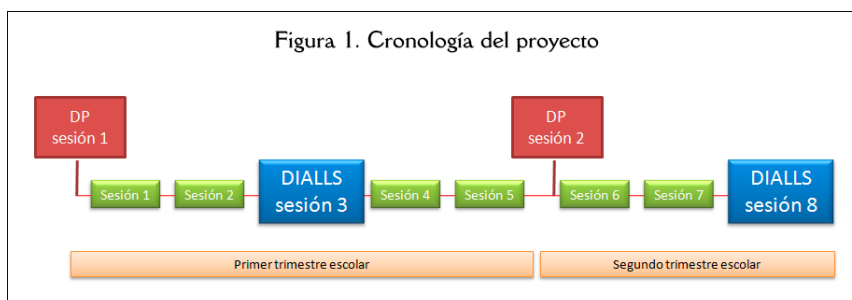 Figura 1. Cronología del proyecto
DP
sesión 1
DP
sesión 2
Sesión 1
Sesión 2
DIALLS
sesión 3
Sesión 4
Sesión 5
Sesión 6
Sesión 7
DIALLS
sesión 8
Primer trimestre escolar
Segundo trimestre escolar